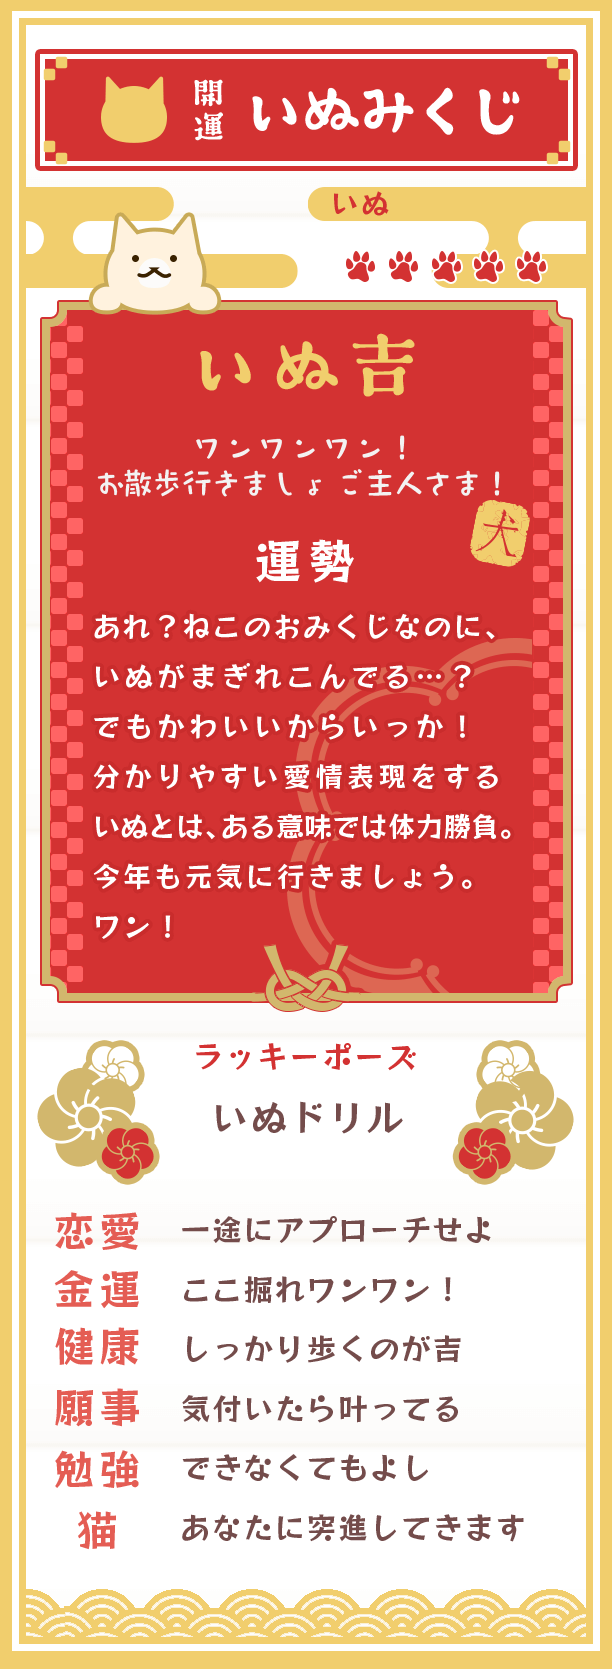 開運
いぬみくじ
いぬ
いぬ吉
ワンワンワン！
お散歩行きましょ ご主人さま！
犬
運勢
あれ？ねこのおみくじなのに、
いぬがまぎれこんでる…？
でもかわいいからいっか！
分かりやすい愛情表現をする
いぬとは、ある意味では体力勝負。
今年も元気に行きましょう。
ワン！
ラッキーポーズ
いぬドリル
恋愛 一途にアプローチせよ
金運 ここ掘れワンワン！
健康 しっかり歩くのが吉
願事 気付いたら叶ってる
勉強 できなくてもよし
猫 あなたに突進してきます